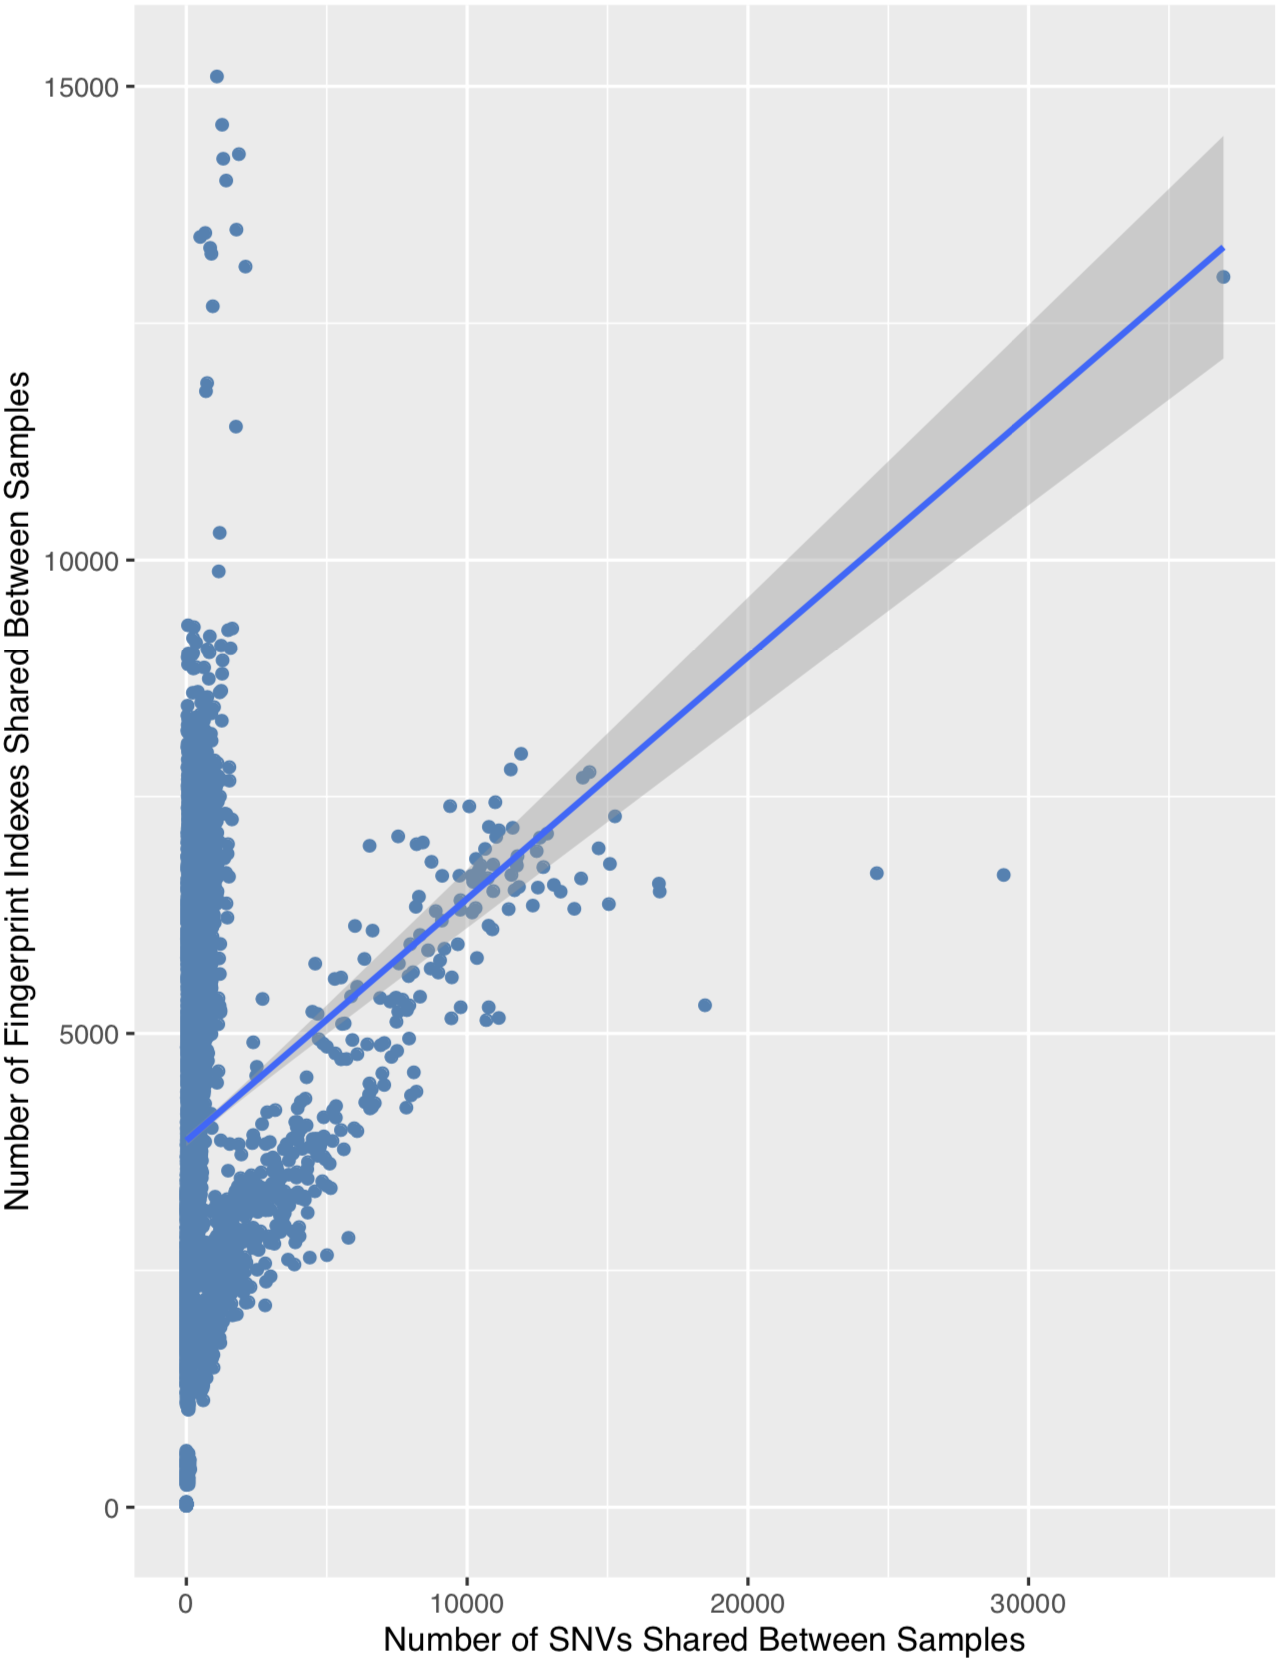 Number of Fingerprint Indexes Shared Between Samples
15000
10000
5000
0
0 10000 20000 30000
Number of SNVs Shared Between Samples